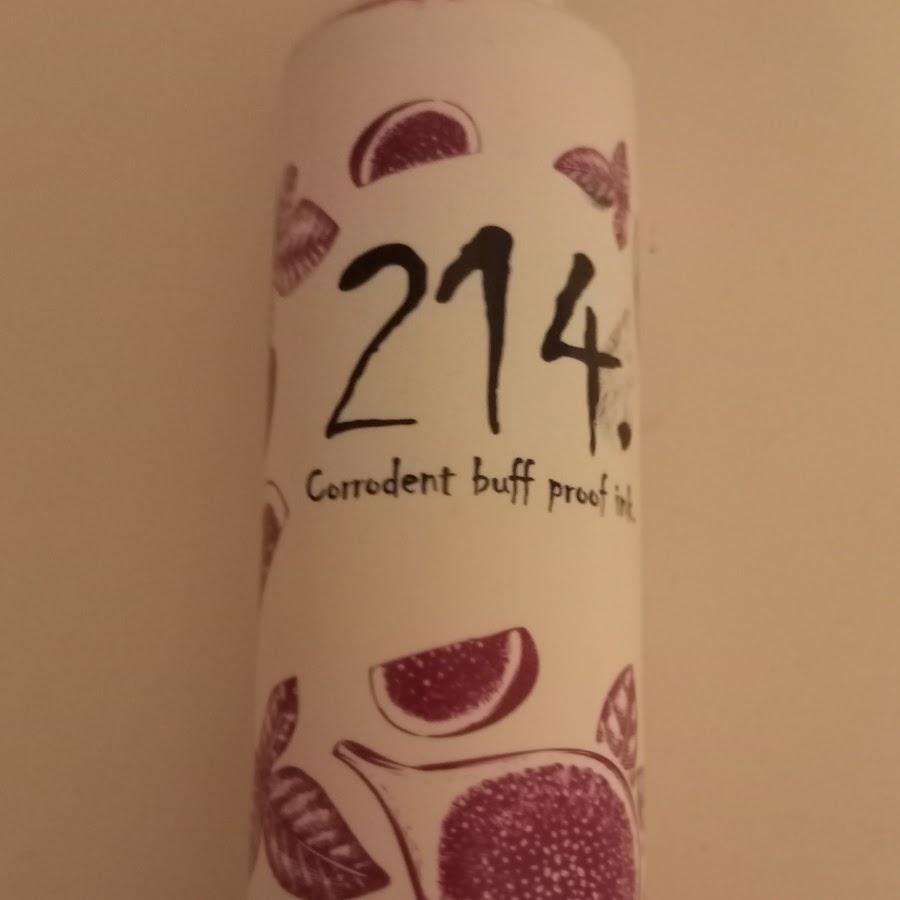 214.
Corrodent buff proof ink.